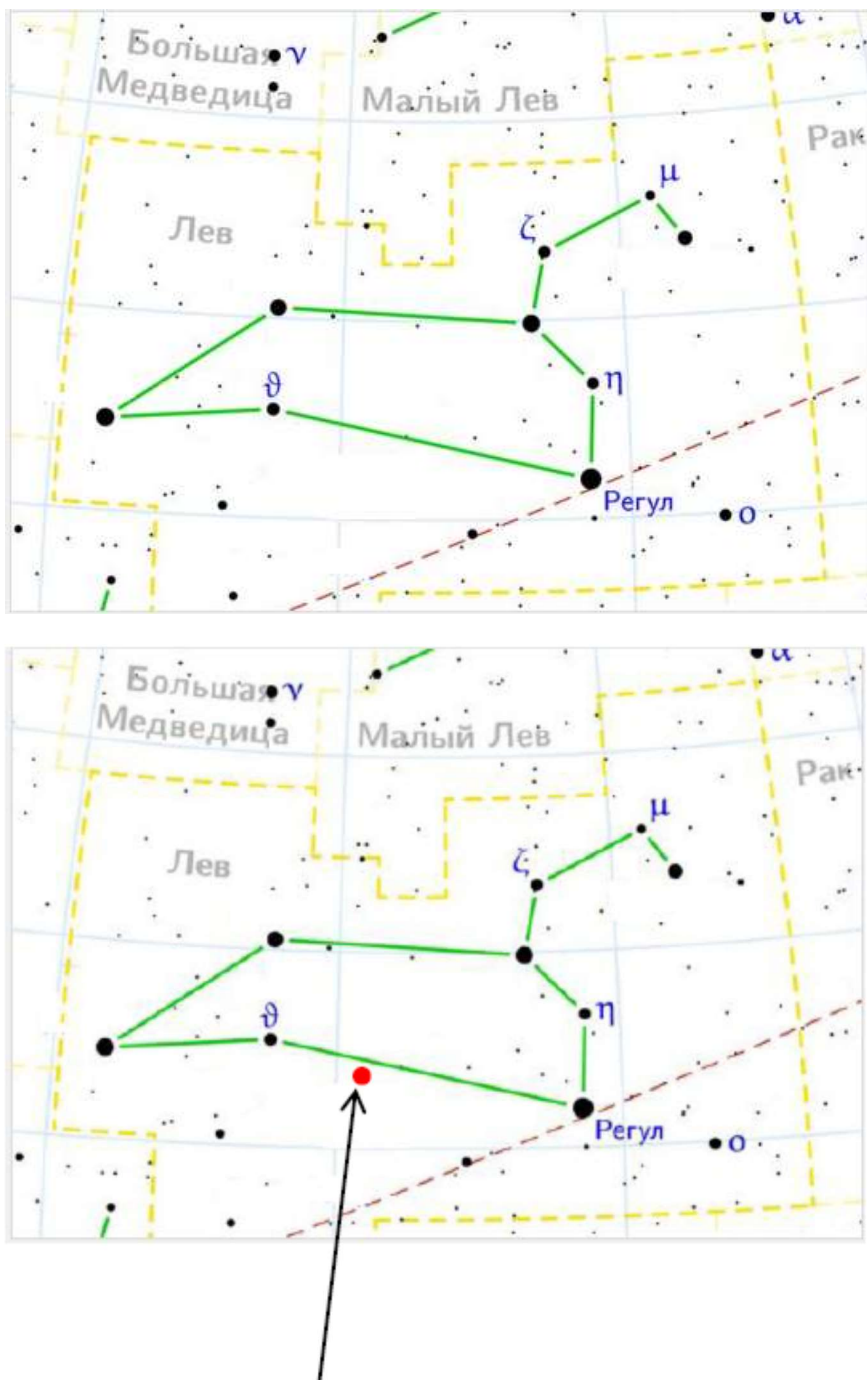 α
Большая
ν
Медведица
Малый Лев
Рак
μ
Лев
ζ
ϑ
η
Регул
ο
α
Большая
ν
Медведица
Малый Лев
Рак
μ
Лев
ζ
ϑ
η
Регул
ο